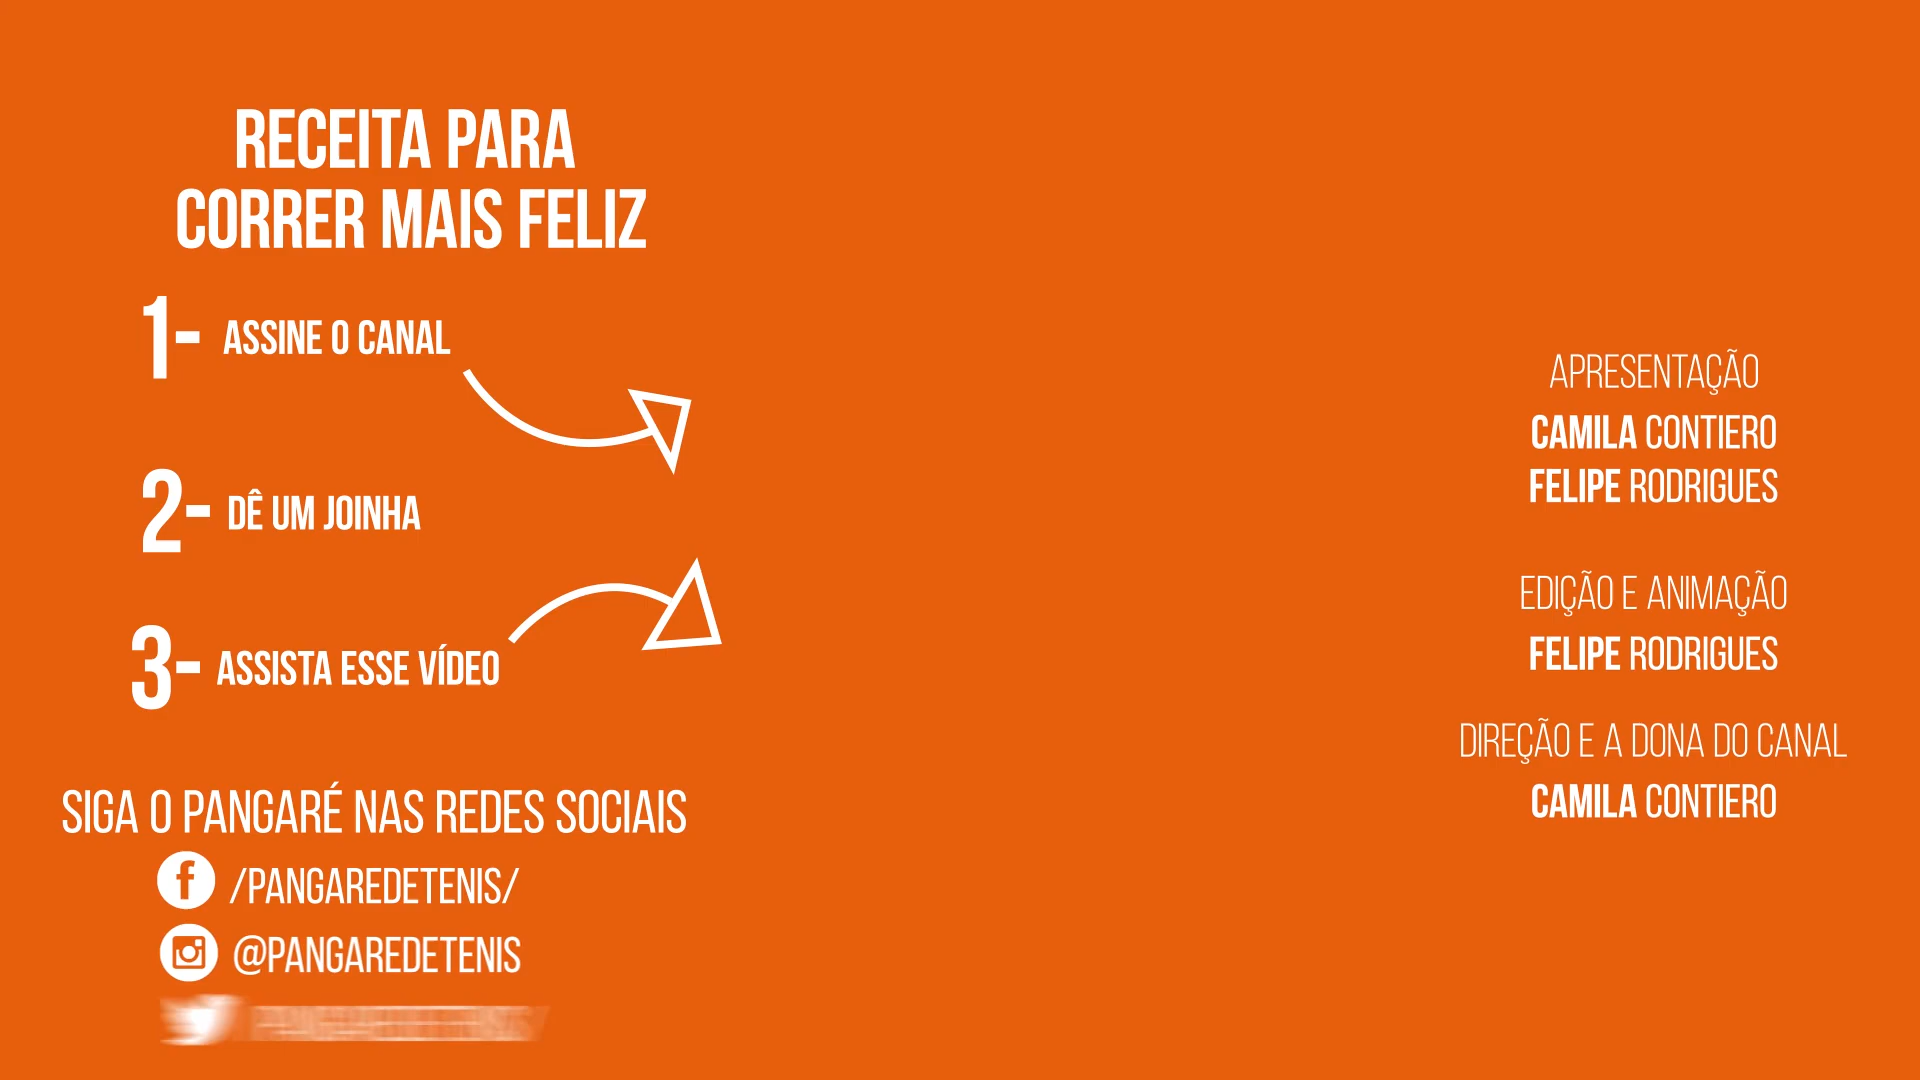 RECEITA PARA
CORRER MAIS FELIZ
1- ASSINE O CANAL
2- DÊ UM JOINHA
3- ASSISTA ESSE VÍDEO
SIGA O PANGARÉ NAS REDES SOCIAIS
/PANGAREDETENIS/
@PANGAREDETENIS
APRESENTAÇÃO
CAMILA CONTIERO
FELIPE RODRIGUES
EDIÇÃO E ANIMAÇÃO
FELIPE RODRIGUES
DIREÇÃO E A DONA DO CANAL
CAMILA CONTIERO